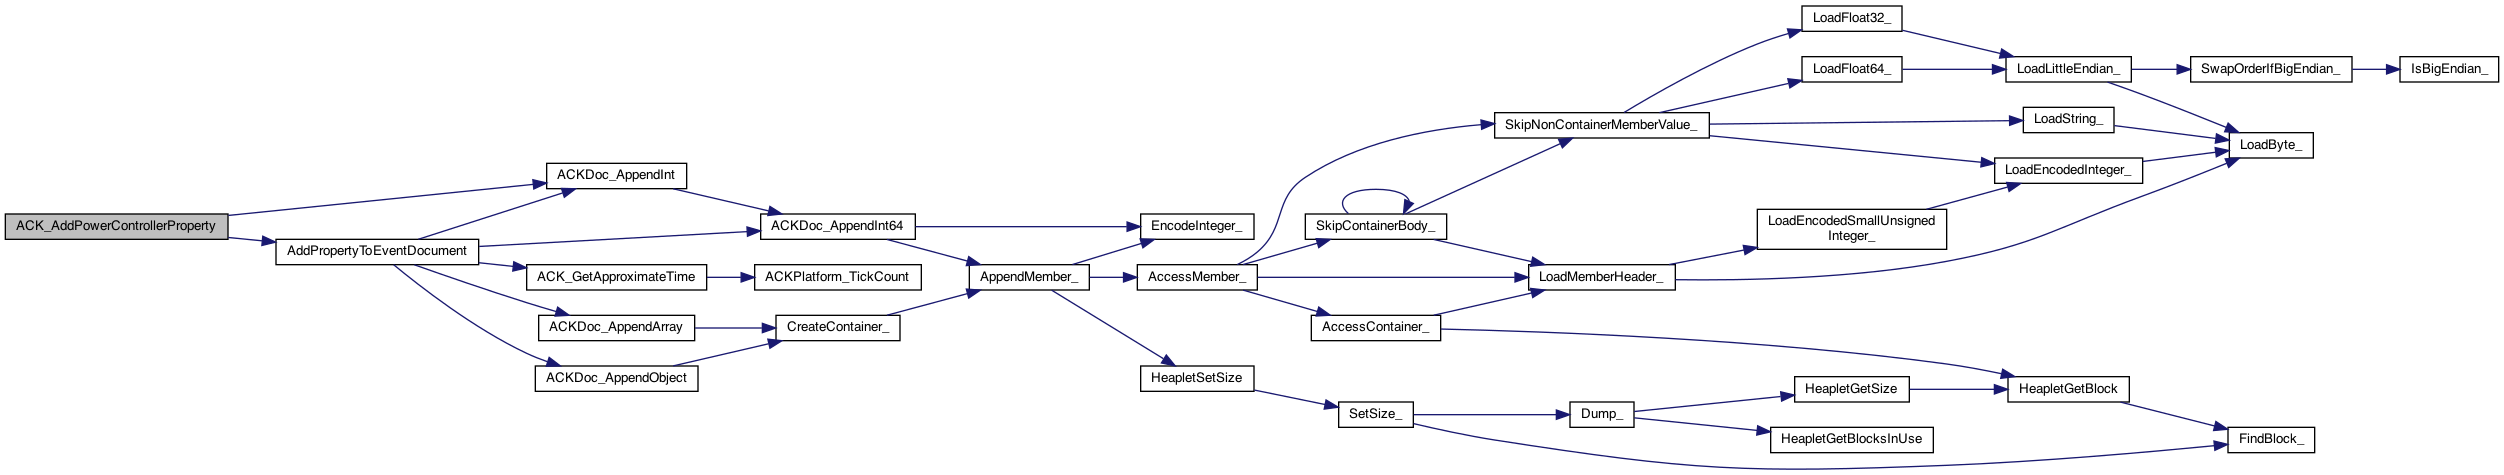 ACK_AddPowerControllerProperty
AddPropertyToEventDocument
ACKDoc_AppendInt
ACKDoc_AppendInt64
ACK_GetApproximateTime
ACKPlatform_TickCount
ACKDoc_AppendArray
ACKDoc_AppendObject
CreateContainer_
EncodeInteger_
AppendMember_
AccessMember_
HeapletSetSize
SkipContainerBody_
AccessContainer_
SetSize_
SkipNonContainerMemberValue_
LoadMemberHeader_
Dump_
LoadFloat32_
LoadFloat64_
LoadEncodedSmallUnsigned
Integer_
HeapletGetSize
HeapletGetBlocksInUse
LoadLittleEndian_
LoadString_
LoadEncodedInteger_
HeapletGetBlock
SwapOrderIfBigEndian_
LoadByte_
FindBlock_
IsBigEndian_